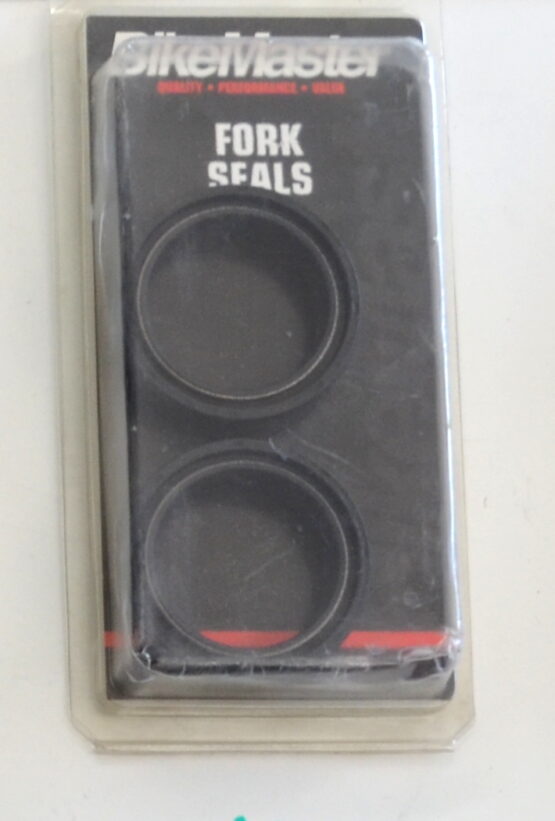 BikeMaster
QUALITY • PERFORMANCE • VALUE
FORK
SEALS